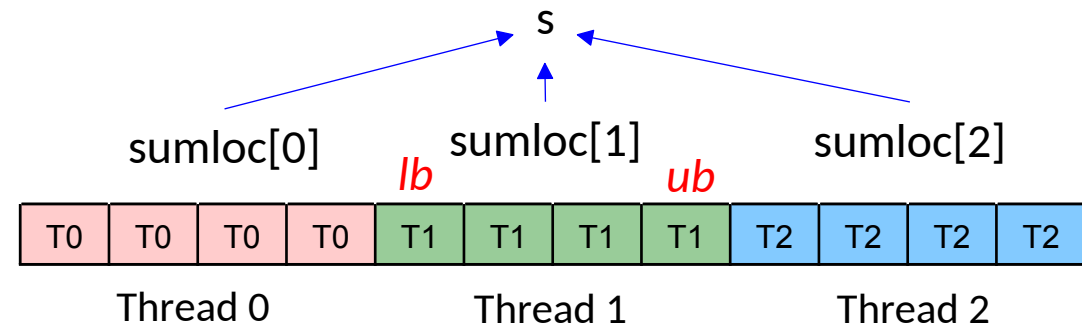 s
sumloc[0] sumloc[1] sumloc[2]
lb ub
T0 T0 T0 T0 T1 T1 T1 T1 T2 T2 T2 T2
Thread 0 Thread 1 Thread 2